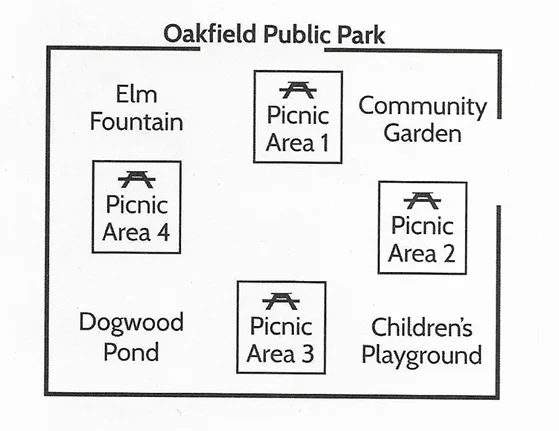 Oakfield Public Park
Elm
Fountain
Picnic
Area 1
Community
Garden
Picnic
Area 4
Picnic
Area 2
Dogwood
Pond
Picnic
Area 3
Children's
Playground